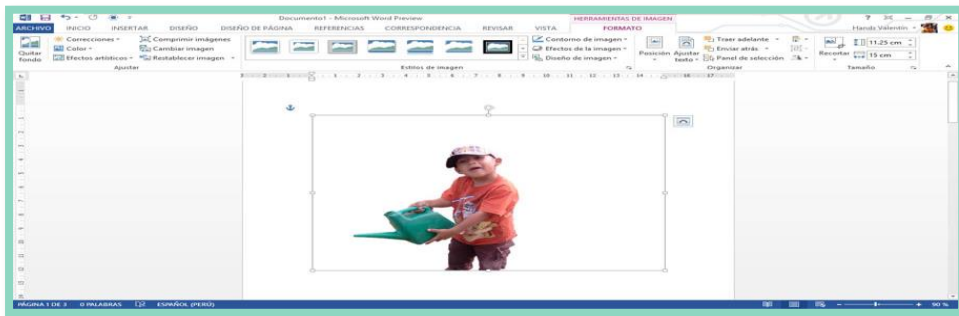 Documento1 - Microsoft Word Preview
HERRAMIENTAS DE IMAGEN
ARCHIVO INICIO INSERTAR DISEÑO DISEÑO DE PÁGINA REFERENCIAS CORRESPONDENCIA REVISAR VISTA FORMATO
Handz Valentin
Quitar fondo
Correcciones
Color
Efectos artísticos
Comprimir imágenes
Cambiar imagen
Restablecer imagen
Ajustar
Estilos de imagen
Contorno de imagen
Efectos de la imagen
Diseño de imagen
Posición
Ajustar texto
Traer adelante
Enviar atrás
Panel de selección
Organizar
Recortar
11.25 cm
15 cm
Tamaño
PÁGINA 1 DE 3 0 PALABRAS ESPAÑOL (PERÚ)
90 %